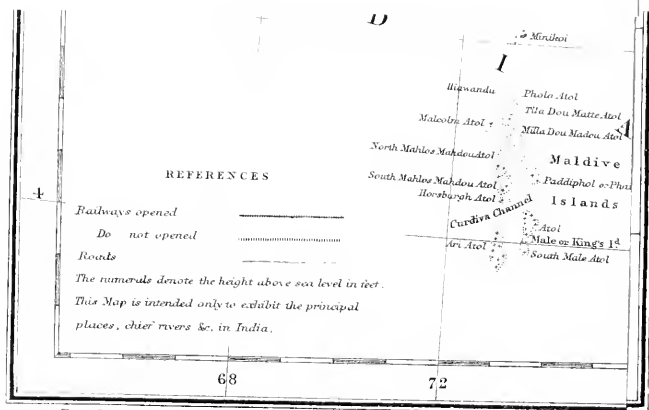 D
Minikoi
I
Hiawandu Pholo Atol
Tila Dou Matte Atol
Malcolm Atol
A
Milla Dou Madou Atol
North Mahlos Mahdou Atol
Maldive
REFERENCES
South Mahlos Mahdou Atol
Paddiphol or Phai
Horsburgh Atol
Islands
4
Railways opened
Curdiva Channel
Do not opened
Atol
Male or King's Id
Ari Atol
Roads
South Male Atol
The numerals denote the height above sea level in feet.
This Map is intended only to exhibit the principal
places, chief rivers &c. in India.
68 72